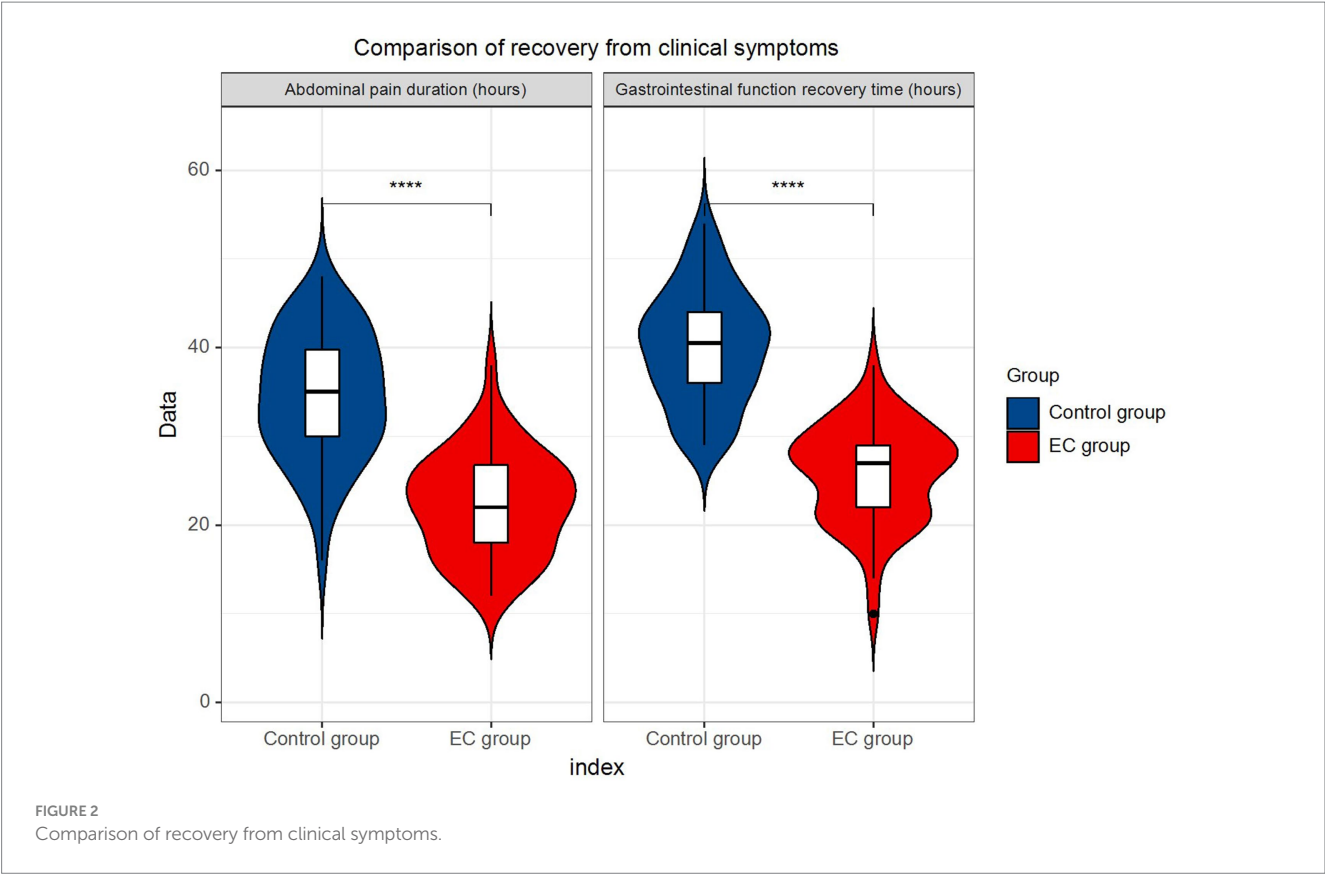 Comparison of recovery from clinical symptoms
Abdominal pain duration (hours)
Gastrointestinal function recovery time (hours)
60
40
20
0
Data
****
****
Control group
EC group
Control group
EC group
index
Group
Control group
EC group
FIGURE 2
Comparison of recovery from clinical symptoms.